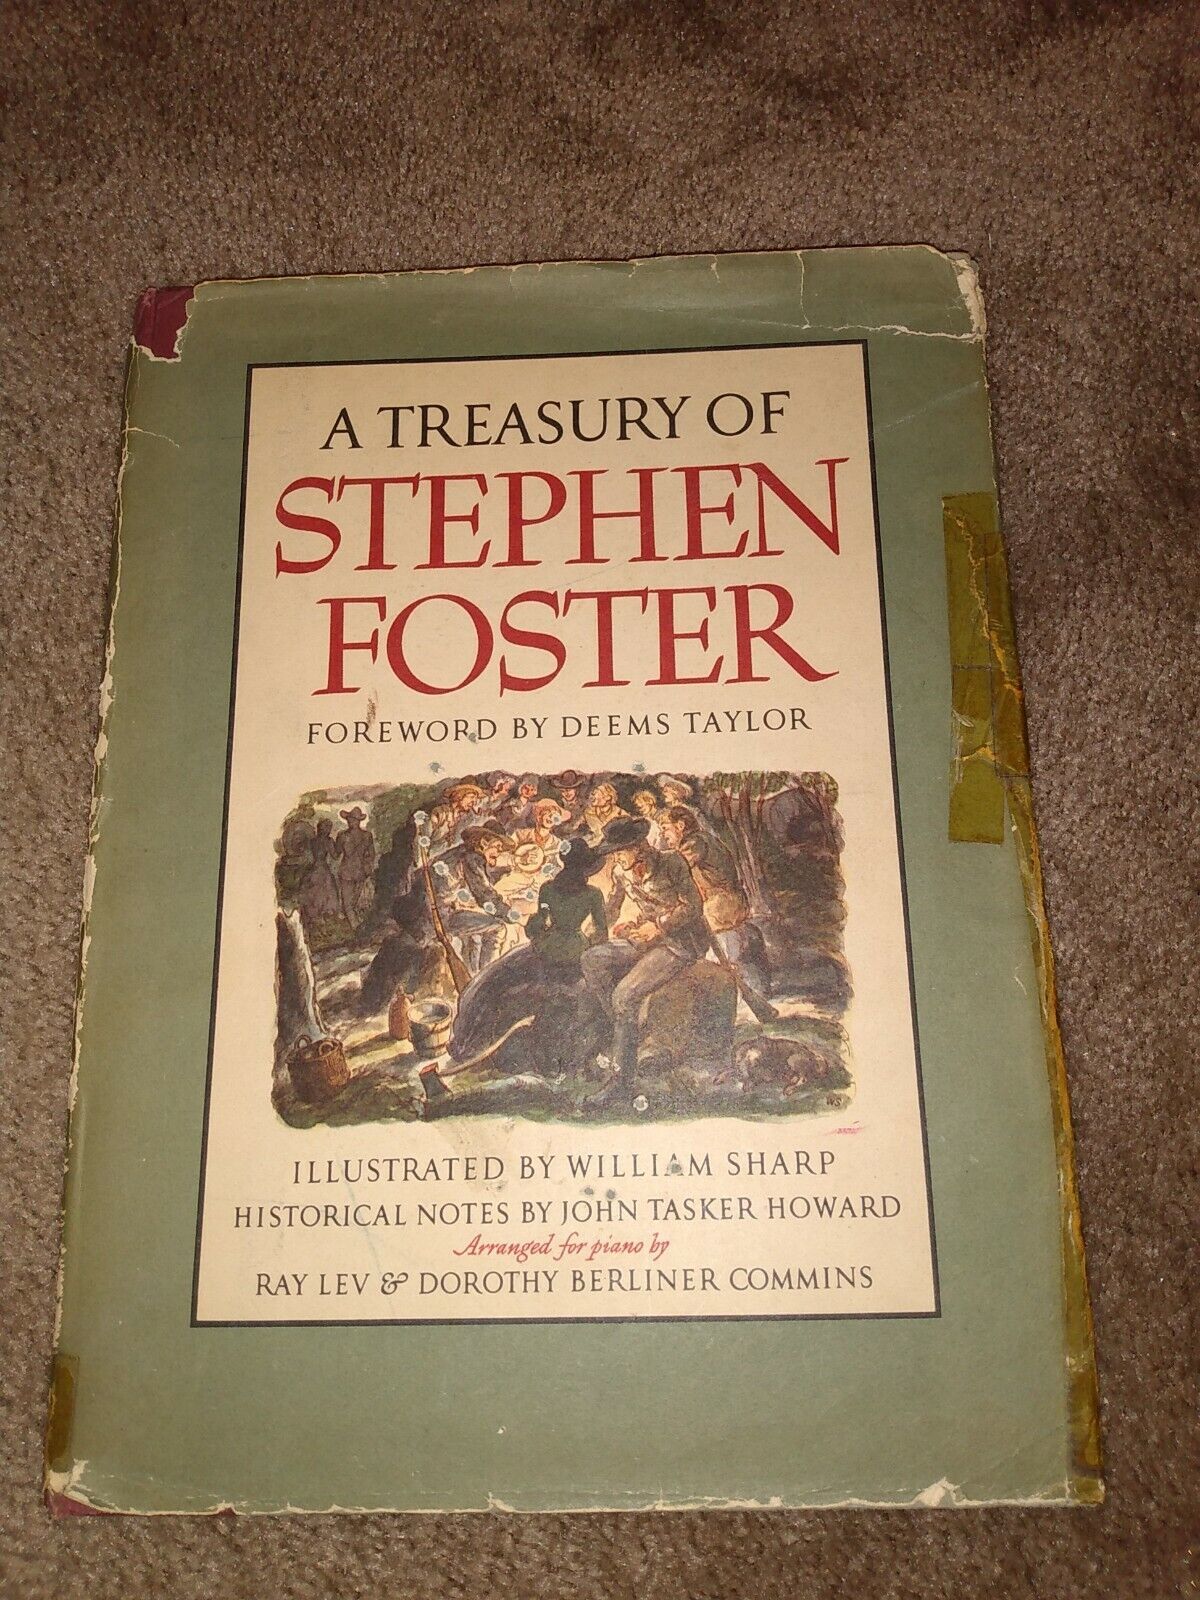 A TREASURY OF
STEPHEN
FOSTER
FOREWORD BY DEEMS TAYLOR
WS
ILLUSTRATED BY WILLIAM SHARP
HISTORICAL NOTES BY JOHN TASKER HOWARD
Arranged for piano by
RAY LEV & DOROTHY BERLINER COMMINS